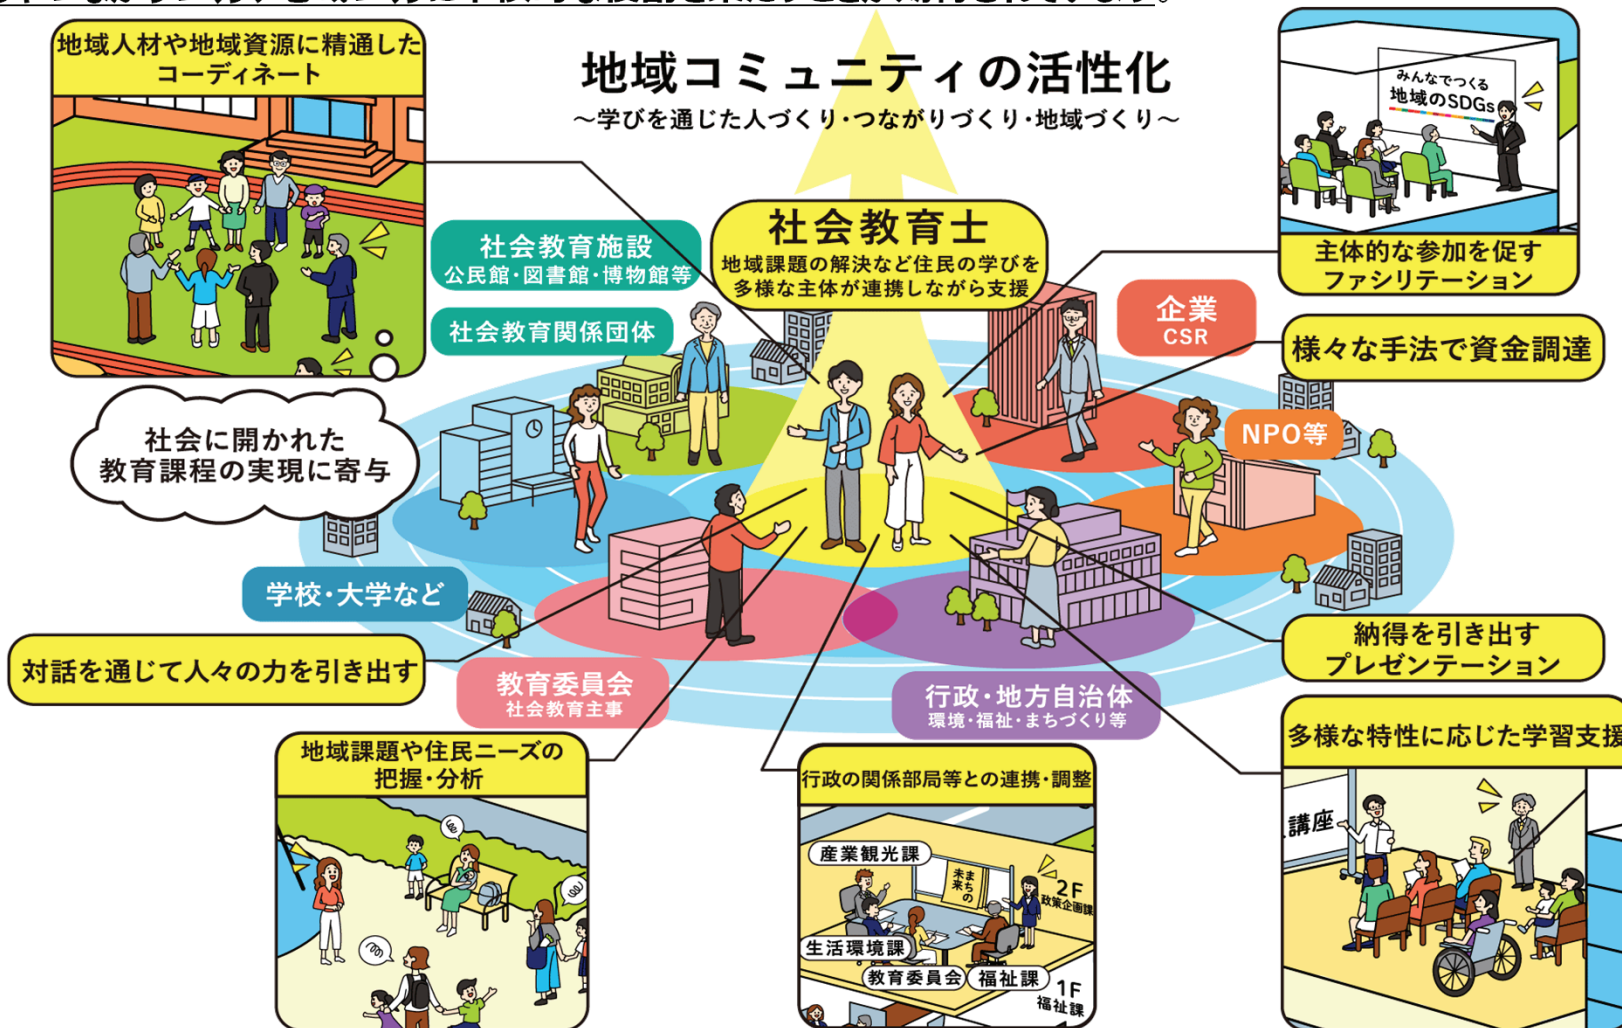 地域コミュニティの活性化
～学びを通じた人づくり・つながりづくり・地域づくり～
地域人材や地域資源に精通した
コーディネート
みんなでつくる
地域のSDGs
主体的な参加を促す
ファシリテーション
社会教育士
地域課題の解決など住民の学びを
多様な主体が連携しながら支援
社会教育施設
公民館・図書館・博物館等
社会教育関係団体
企業
CSR
様々な手法で資金調達
NPO等
社会に開かれた
教育課程の実現に寄与
学校・大学など
対話を通じて人々の力を引き出す
教育委員会
社会教育主事
行政・地方自治体
環境・福祉・まちづくり等
納得を引き出す
プレゼンテーション
地域課題や住民ニーズの
把握・分析
行政の関係部局等との連携・調整
産業観光課
まちの
未来
2F
政策企画課
生活環境課
教育委員会
福祉課
1F
福祉課
多様な特性に応じた学習支援
講座